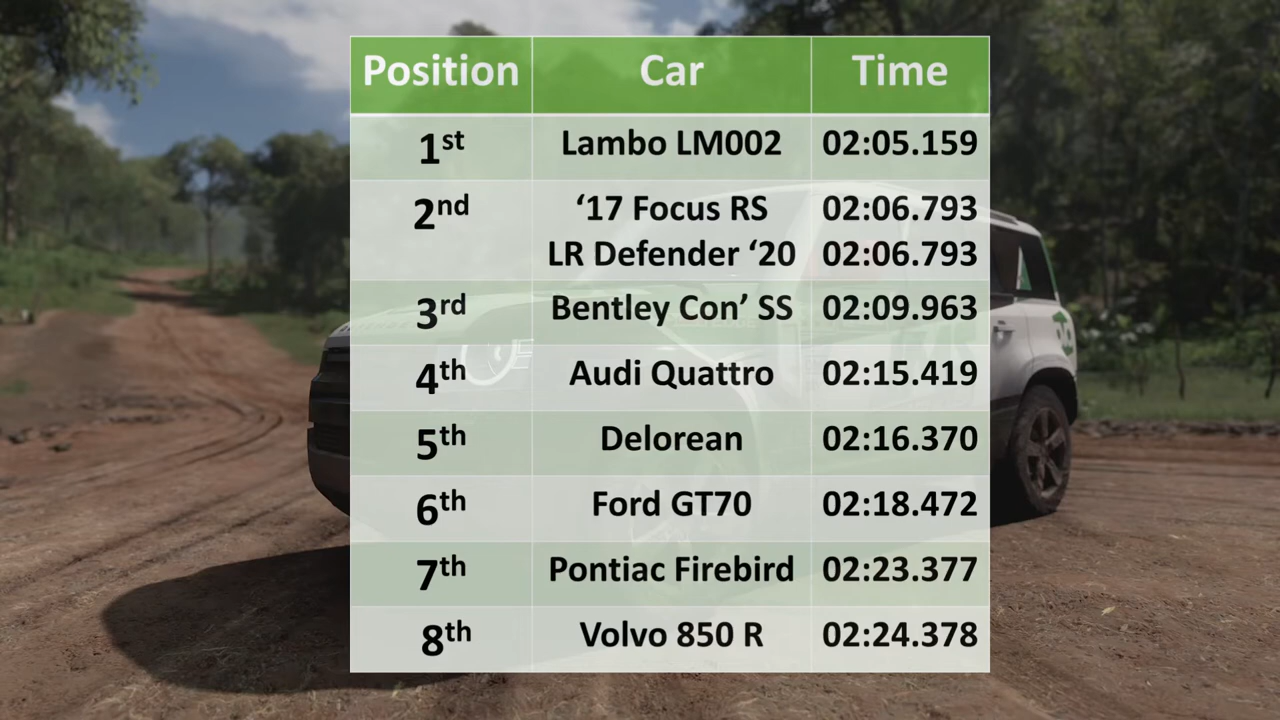 Position Car Time
1st Lambo LM002 02:05.159
2nd ‘17 Focus RS 02:06.793
LR Defender ‘20 02:06.793
3rd Bentley Con’ SS 02:09.963
4th Audi Quattro 02:15.419
5th Delorean 02:16.370
6th Ford GT70 02:18.472
7th Pontiac Firebird 02:23.377
8th Volvo 850 R 02:24.378